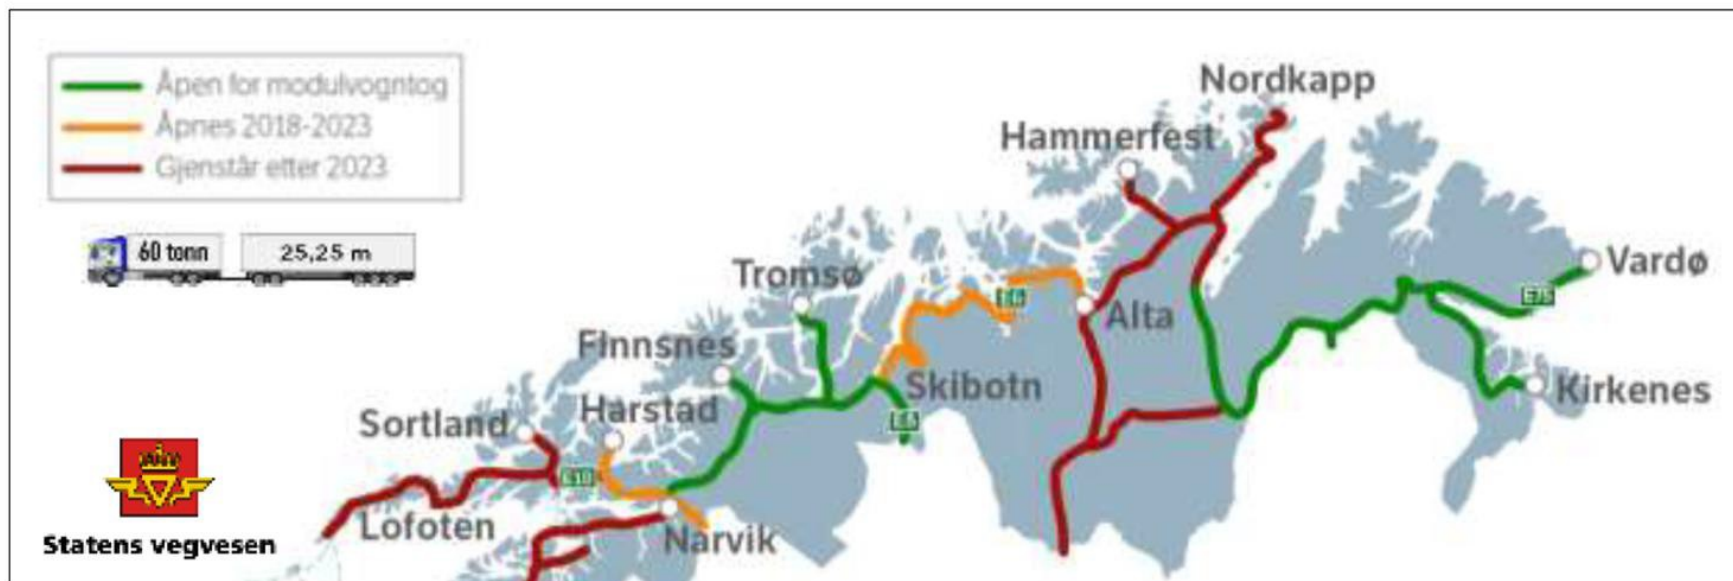 Åpen for modulvogntog
Åpnes 2018-2023
Gjenstår etter 2023
60 tonn
25,25 m
Nordkapp
Hammerfest
Vardø
Tromsø
Alta
Finnsnes
Skibotn
Kirkenes
Harstad
Sortland
Lofoten
Narvik
Statens vegvesen